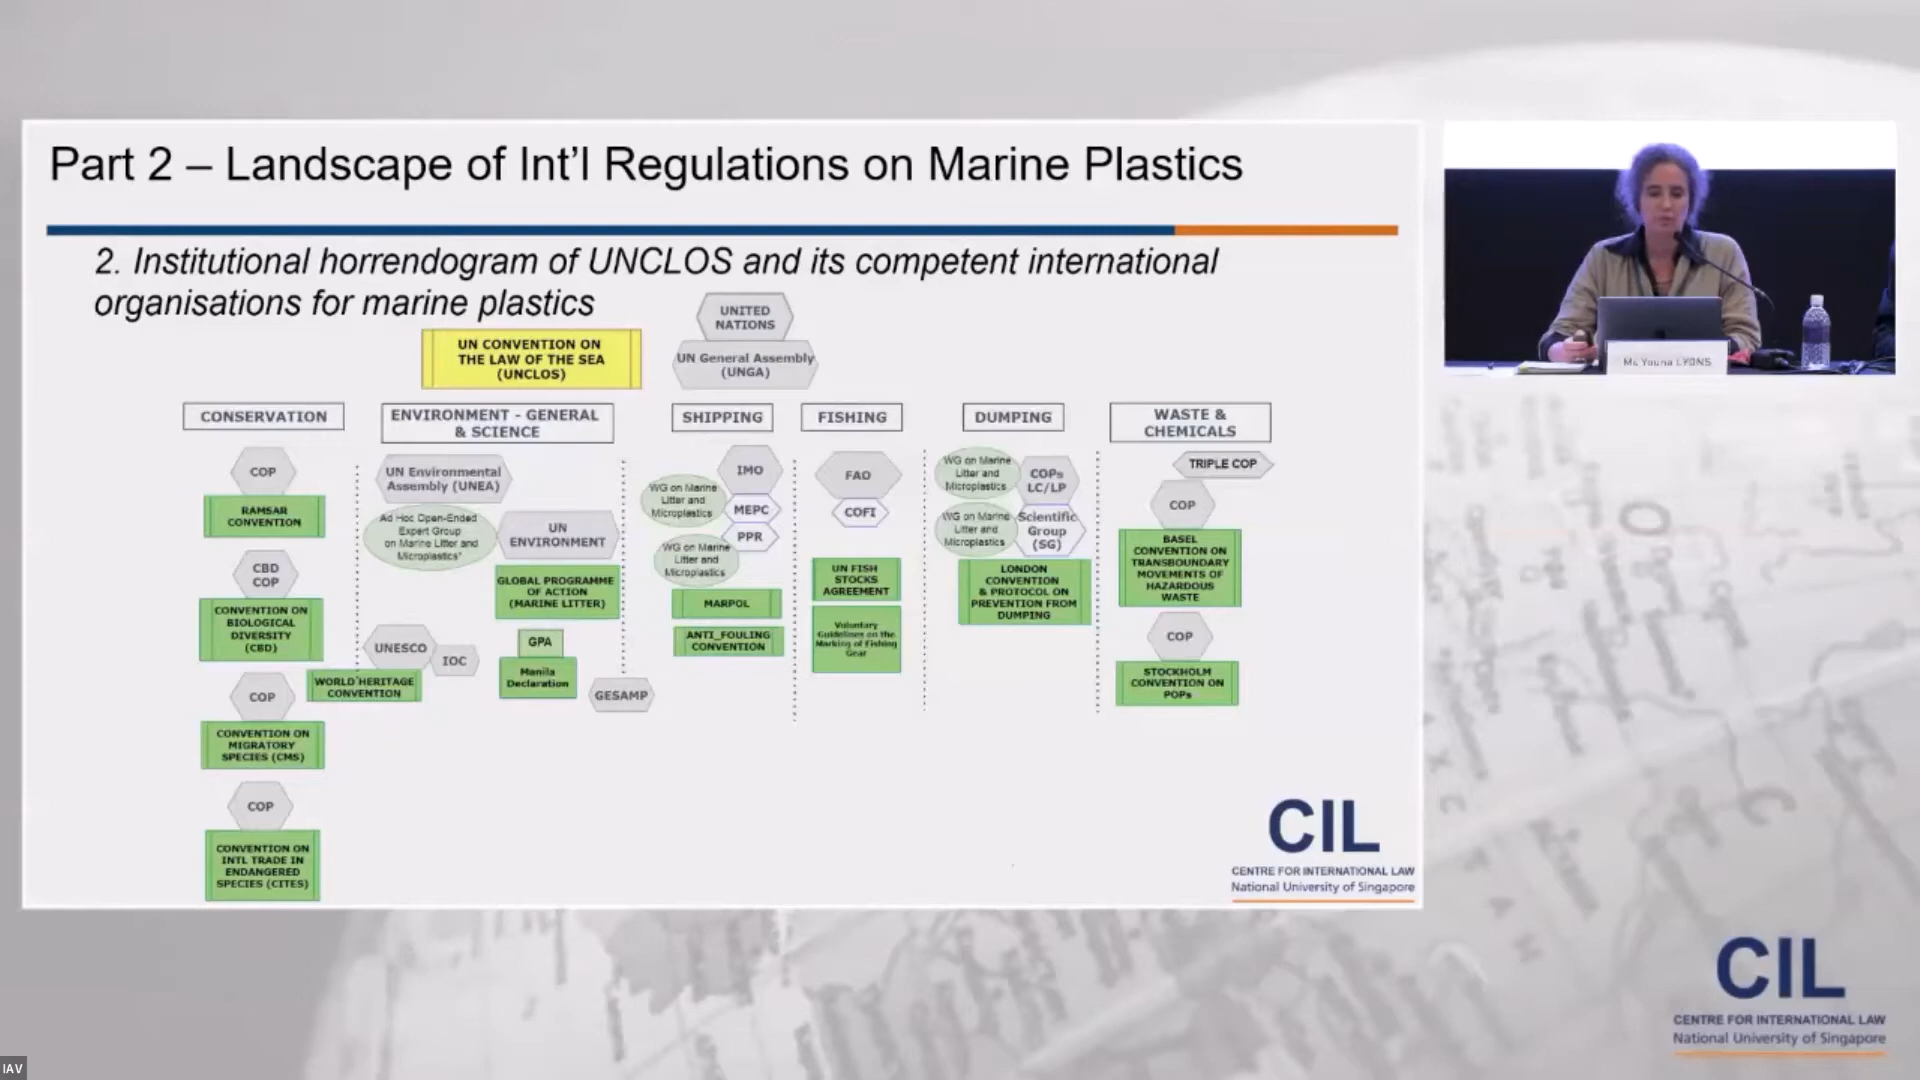 Part 2 – Landscape of Int'l Regulations on Marine Plastics
2. Institutional horrendogram of UNCLOS and its competent international
organisations for marine plastics
UNITED
NATIONS
UN CONVENTION ON
THE LAW OF THE SEA
(UNCLOS)
UN General Assembly
(UNGA)
CONSERVATION
ENVIRONMENT - GENERAL
& SCIENCE
SHIPPING
FISHING
DUMPING
WASTE &
CHEMICALS
COP
RAMSAR
CONVENTION
CBD
COP
CONVENTION ON
BIOLOGICAL
DIVERSITY
(CBD)
COP
CONVENTION ON
MIGRATORY
SPECIES (CMS)
COP
CONVENTION ON
INTL TRADE IN
ENDANGERED
SPECIES (CITES)
UN Environmental
Assembly (UNEA)
Ad Hoc Open-Ended
Expert Group
on Marine Litter and
Microplastics*
UN
ENVIRONMENT
GLOBAL PROGRAMME
OF ACTION
(MARINE LITTER)
UNESCO
IOC
WORLD HERITAGE
CONVENTION
GPA
Manila
Declaration
GESAMP
IMO
WG on Marine
Litter and
Microplastics
MEPC
PPR
WG on Marine
Litter and
Microplastics
MARPOL
ANTI_FOULING
CONVENTION
FAO
COFI
UN FISH
STOCKS
AGREEMENT
Voluntary
Guidelines on the
Marking of Fishing
Gear
WG on Marine
Litter and
Microplastics
COPs
LC/LP
WG on Marine
Litter and
Microplastics
Scientific
Group
(SG)
LONDON
CONVENTION
& PROTOCOL ON
PREVENTION FROM
DUMPING
TRIPLE COP
COP
BASEL
CONVENTION ON
TRANSBOUNDARY
MOVEMENTS OF
HAZARDOUS
WASTE
COP
STOCKHOLM
CONVENTION ON
POPs
CIL
CENTRE FOR INTERNATIONAL LAW
National University of Singapore
Ms Youna LYONS
CIL
CENTRE FOR INTERNATIONAL LAW
National University of Singapore
IAV